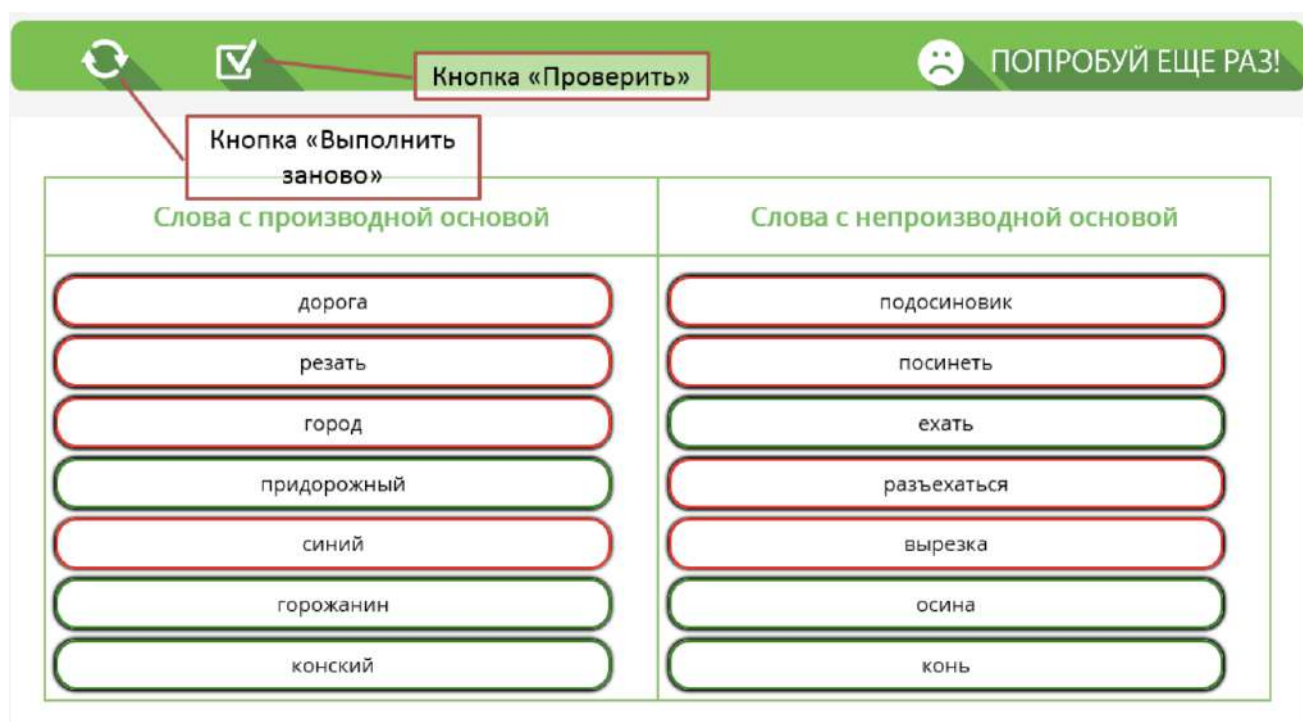 Кнопка «Проверить»
ПОПРОБУЙ ЕЩЕ РАЗ!
Кнопка «Выполнить
заново»
Слова с производной основой
Слова с непроизводной основой
дорога
подосиновик
резать
посинеть
город
ехать
придорожный
разъехаться
синий
вырезка
горожанин
осина
конский
конь